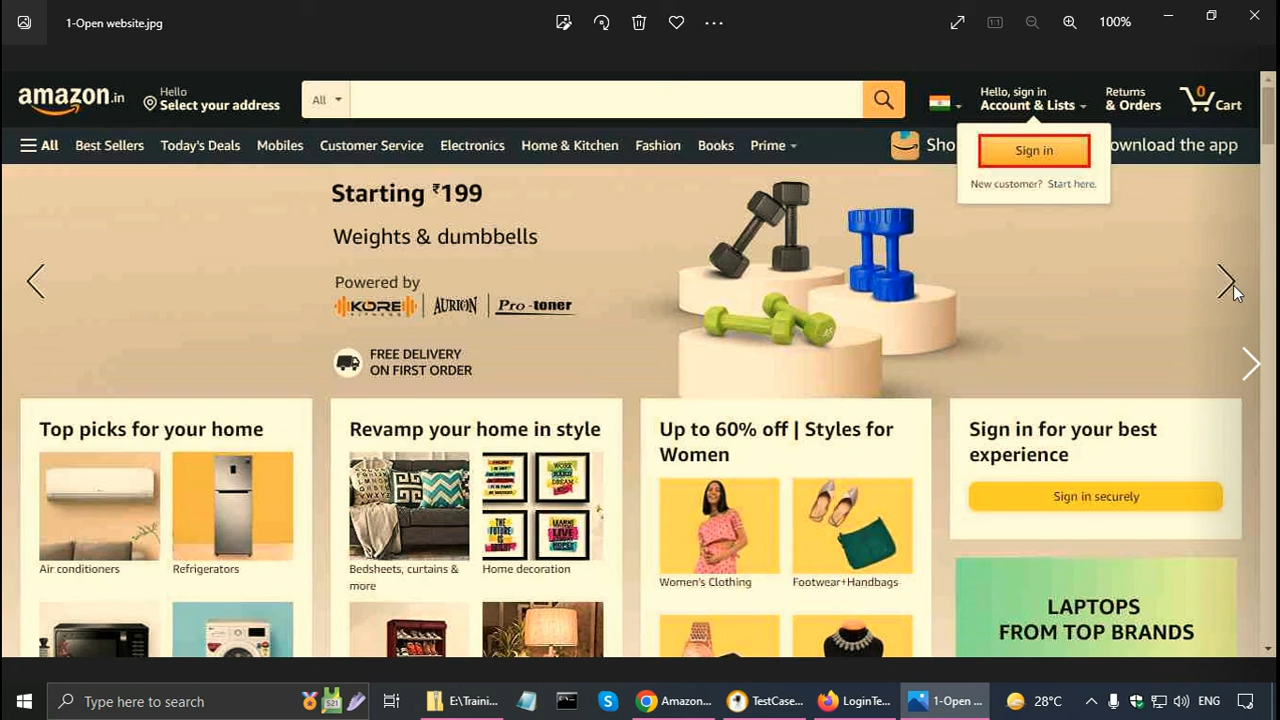 1-Open website.jpg
100%
amazon.in
Hello
Select your address
All
Hello, sign in
Account & Lists
Returns
& Orders
0
Cart
All
Best Sellers
Today's Deals
Mobiles
Customer Service
Electronics
Home & Kitchen
Fashion
Books
Prime
Sho
ownload the app
Sign in
New customer? Start here.
Starting ₹199
Weights & dumbbells
Powered by
KORE
FITNESS
AURION
Pro-toner
FREE DELIVERY
ON FIRST ORDER
Top picks for your home
Air conditioners
Refrigerators
Revamp your home in style
Bedsheets, curtains &
more
Home decoration
Up to 60% off | Styles for
Women
Women's Clothing
Footwear+Handbags
Sign in for your best
experience
Sign in securely
LAPTOPS
FROM TOP BRANDS
Type here to search
E:\Traini...
Amazon...
TestCase...
LoginTe...
1-Open ...
28°C
ENG